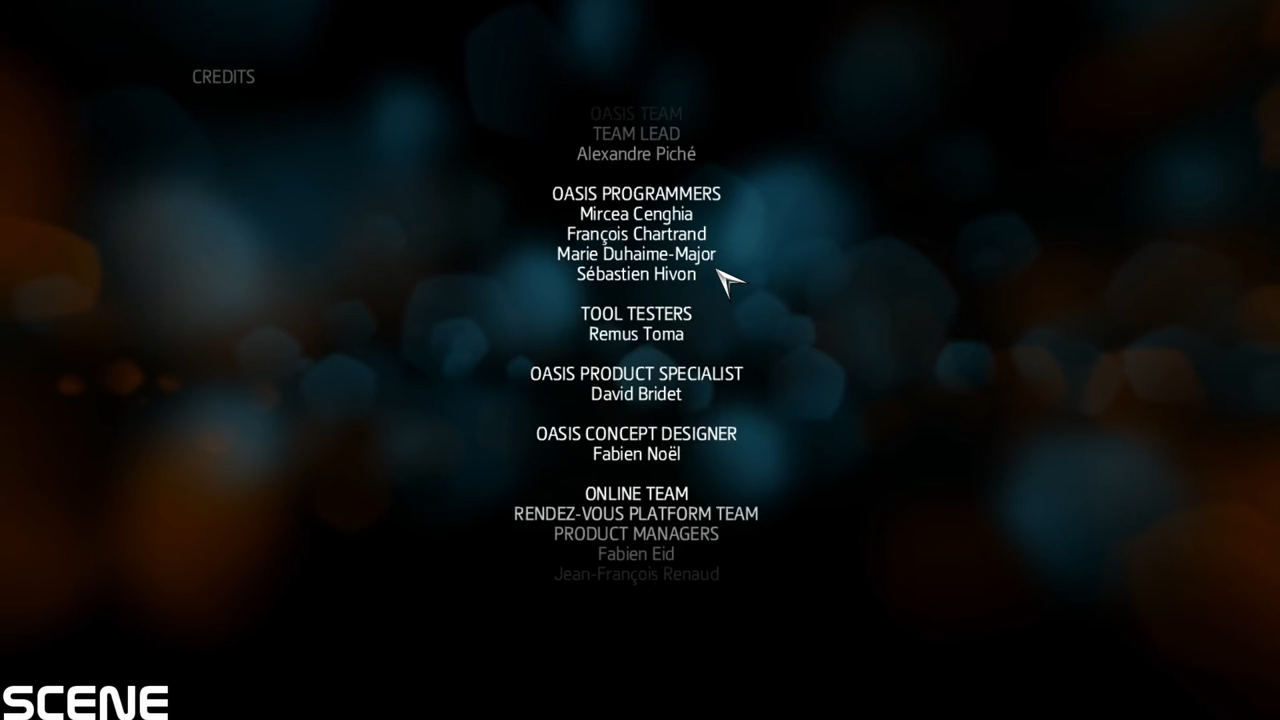 CREDITS
OASIS TEAM
TEAM LEAD
Alexandre Piché
OASIS PROGRAMMERS
Mircea Cenghia
François Chartrand
Marie Duhaime-Major
Sébastien Hivon
TOOL TESTERS
Remus Toma
OASIS PRODUCT SPECIALIST
David Bridet
OASIS CONCEPT DESIGNER
Fabien Noël
ONLINE TEAM
RENDEZ-VOUS PLATFORM TEAM
PRODUCT MANAGERS
Fabien Eid
Jean-François Renaud
SCENE